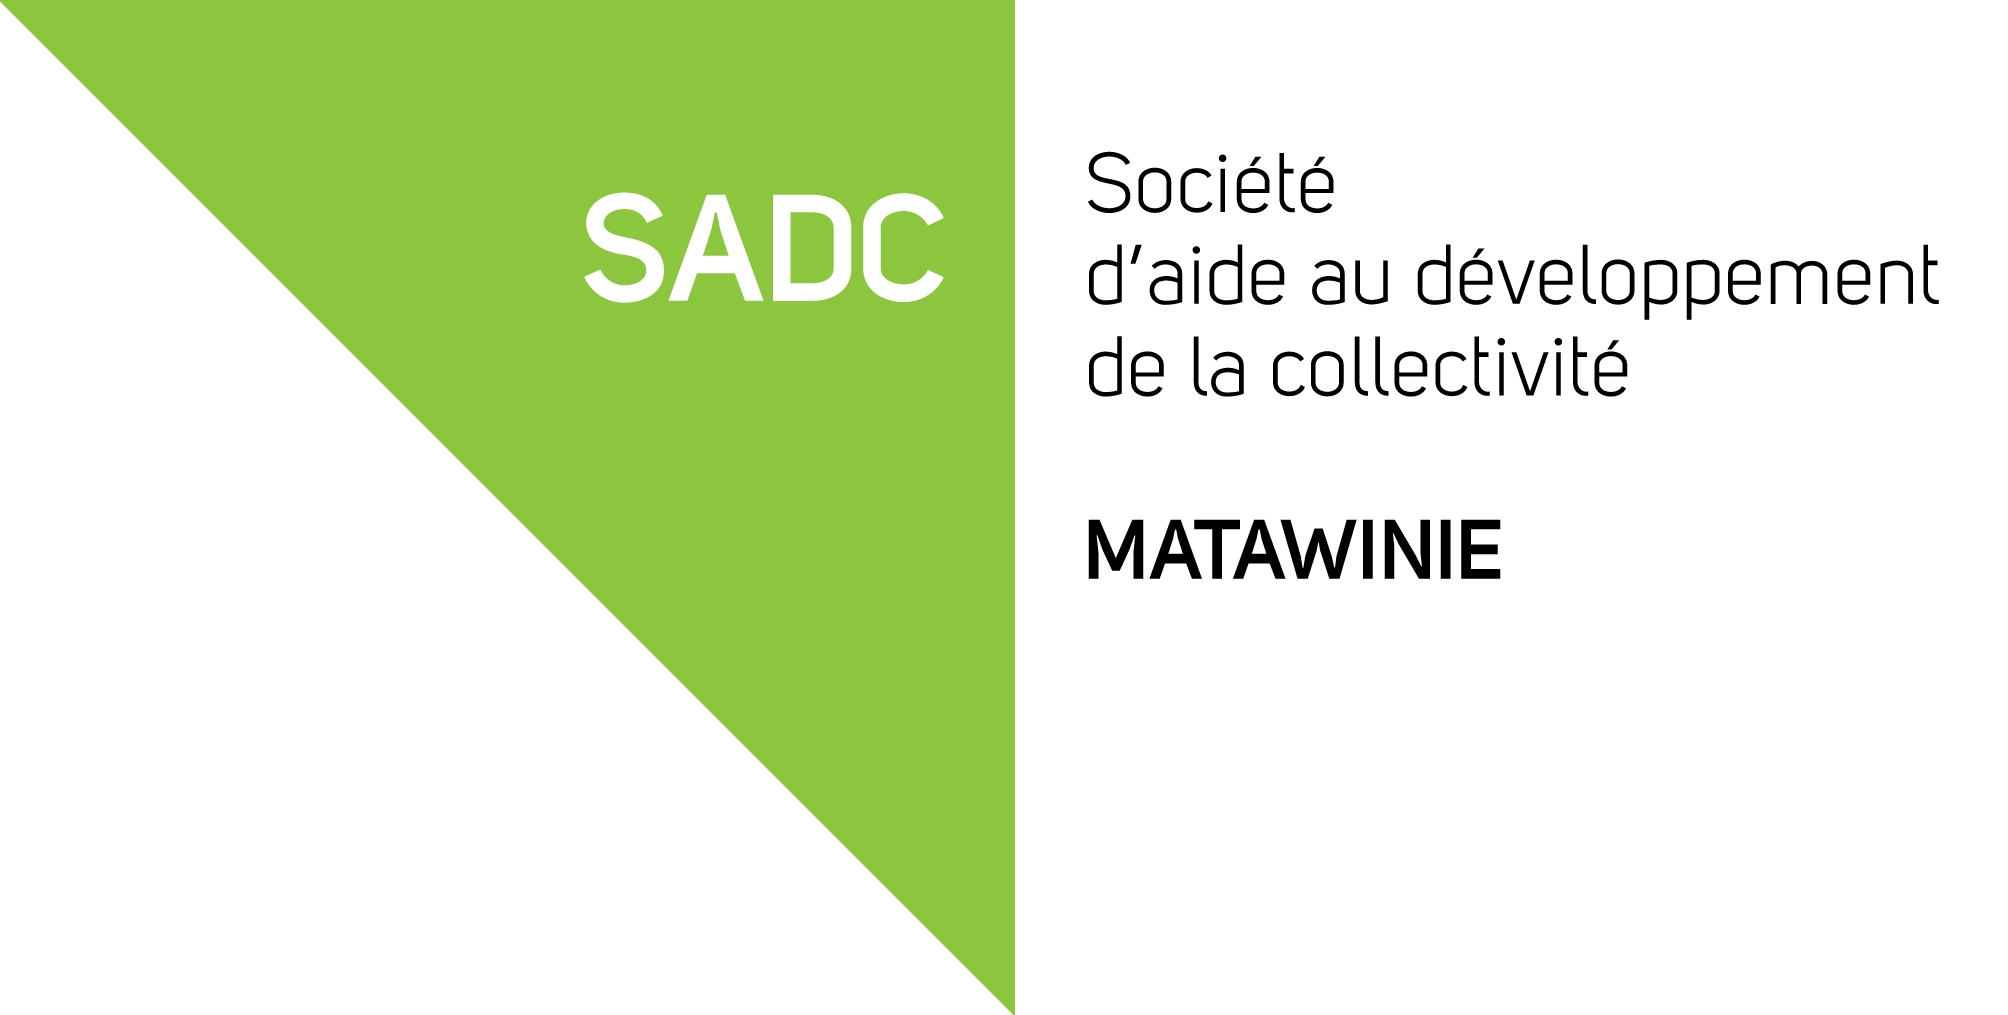 SADC
Société
d’aide au développement
de la collectivité
MATAWINIE